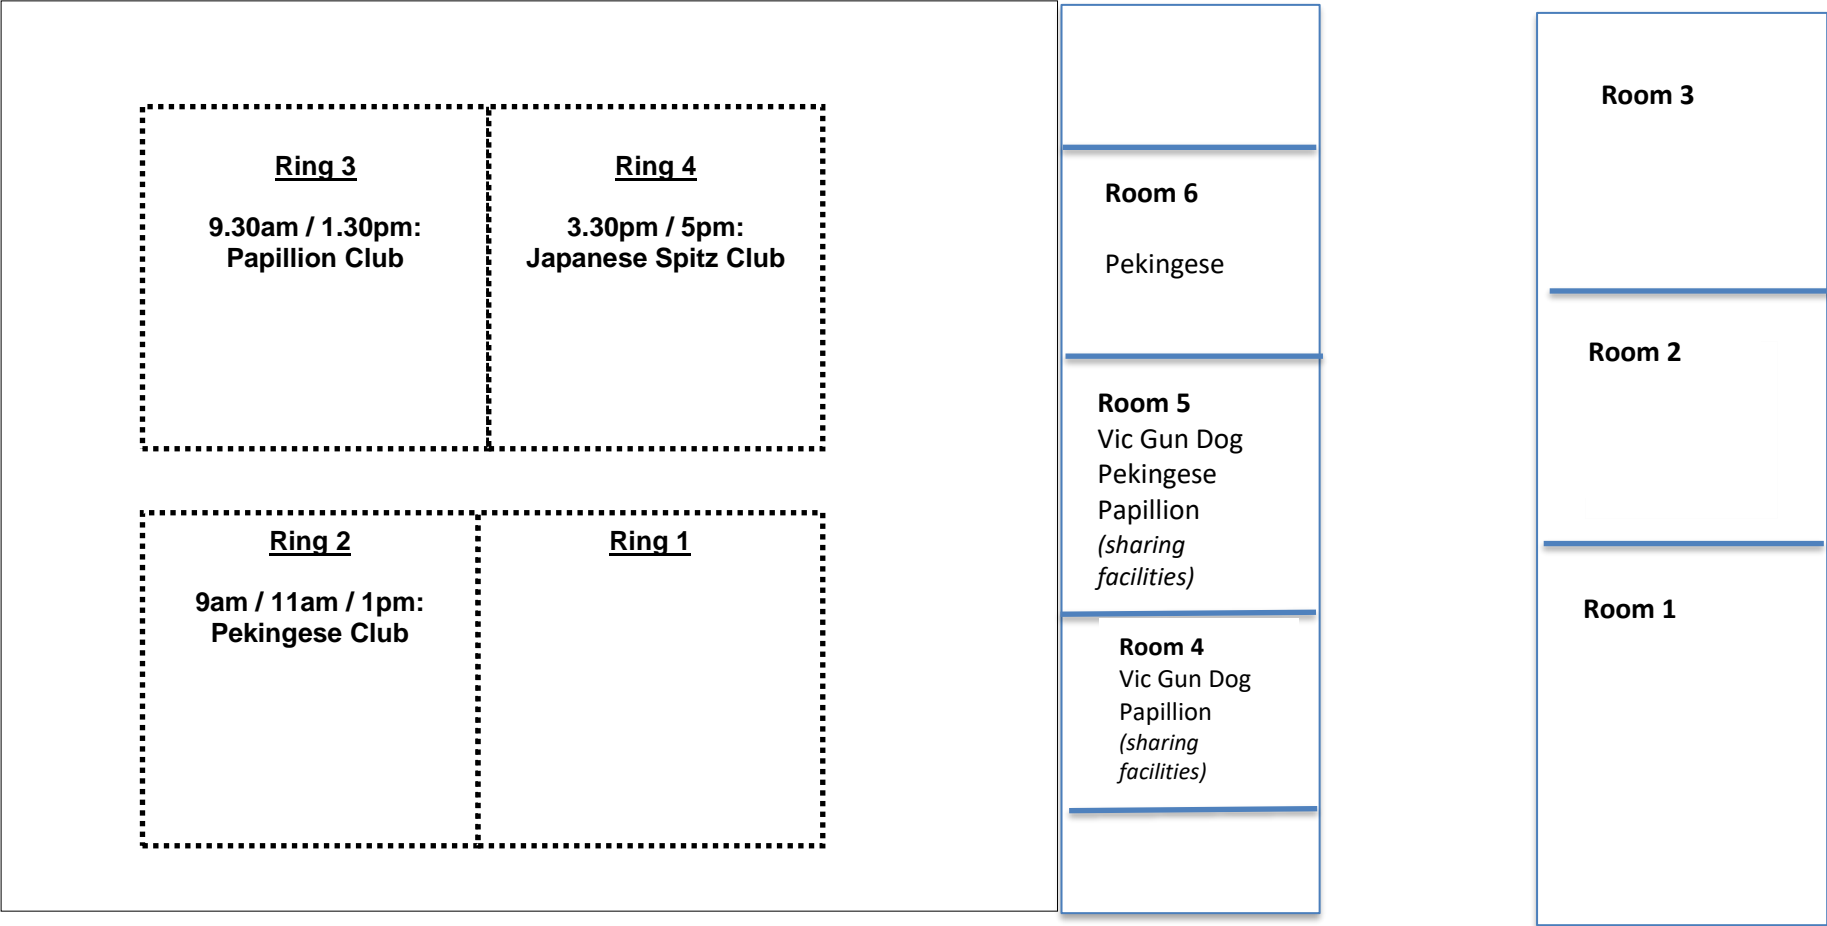 Ring 3
9.30am / 1.30pm:
Papillion Club
Ring 4
3.30pm / 5pm:
Japanese Spitz Club
Ring 2
9am / 11am / 1pm:
Pekingese Club
Ring 1
Room 6
Pekingese
Room 5
Vic Gun Dog
Pekingese
Papillion
(sharing
facilities)
Room 4
Vic Gun Dog
Papillion
(sharing
facilities)
Room 3
Room 2
Room 1